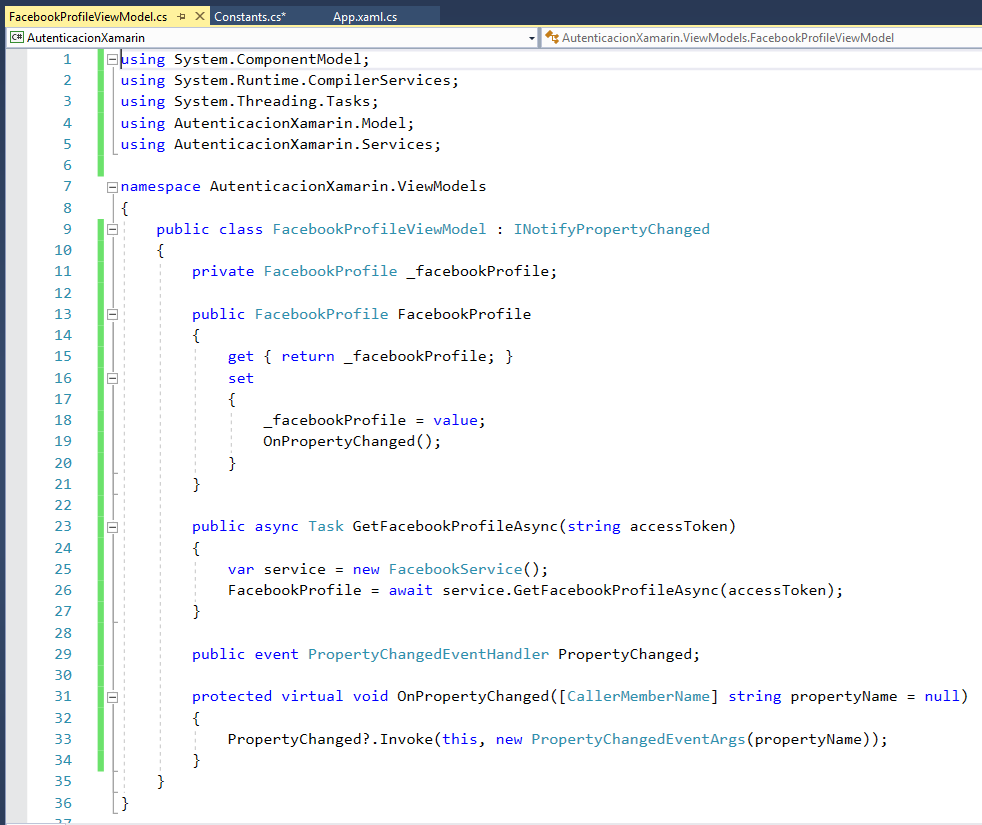 FacebookProfileViewModel.cs Constants.cs* App.xaml.cs
C# AutenticacionXamarin AutenticacionXamarin.ViewModels.FacebookProfileViewModel
1 using System.ComponentModel;
2 using System.Runtime.CompilerServices;
3 using System.Threading.Tasks;
4 using AutenticacionXamarin.Model;
5 using AutenticacionXamarin.Services;
6
7 namespace AutenticacionXamarin.ViewModels
8 {
9 public class FacebookProfileViewModel : INotifyPropertyChanged
10 {
11 private FacebookProfile _facebookProfile;
12
13 public FacebookProfile FacebookProfile
14 {
15 get { return _facebookProfile; }
16 set
17 {
18 _facebookProfile = value;
19 OnPropertyChanged();
20 }
21 }
22
23 public async Task GetFacebookProfileAsync(string accessToken)
24 {
25 var service = new FacebookService();
26 FacebookProfile = await service.GetFacebookProfileAsync(accessToken);
27 }
28
29 public event PropertyChangedEventHandler PropertyChanged;
30
31 protected virtual void OnPropertyChanged([CallerMemberName] string propertyName = null)
32 {
33 PropertyChanged?.Invoke(this, new PropertyChangedEventArgs(propertyName));
34 }
35 }
36 }
37